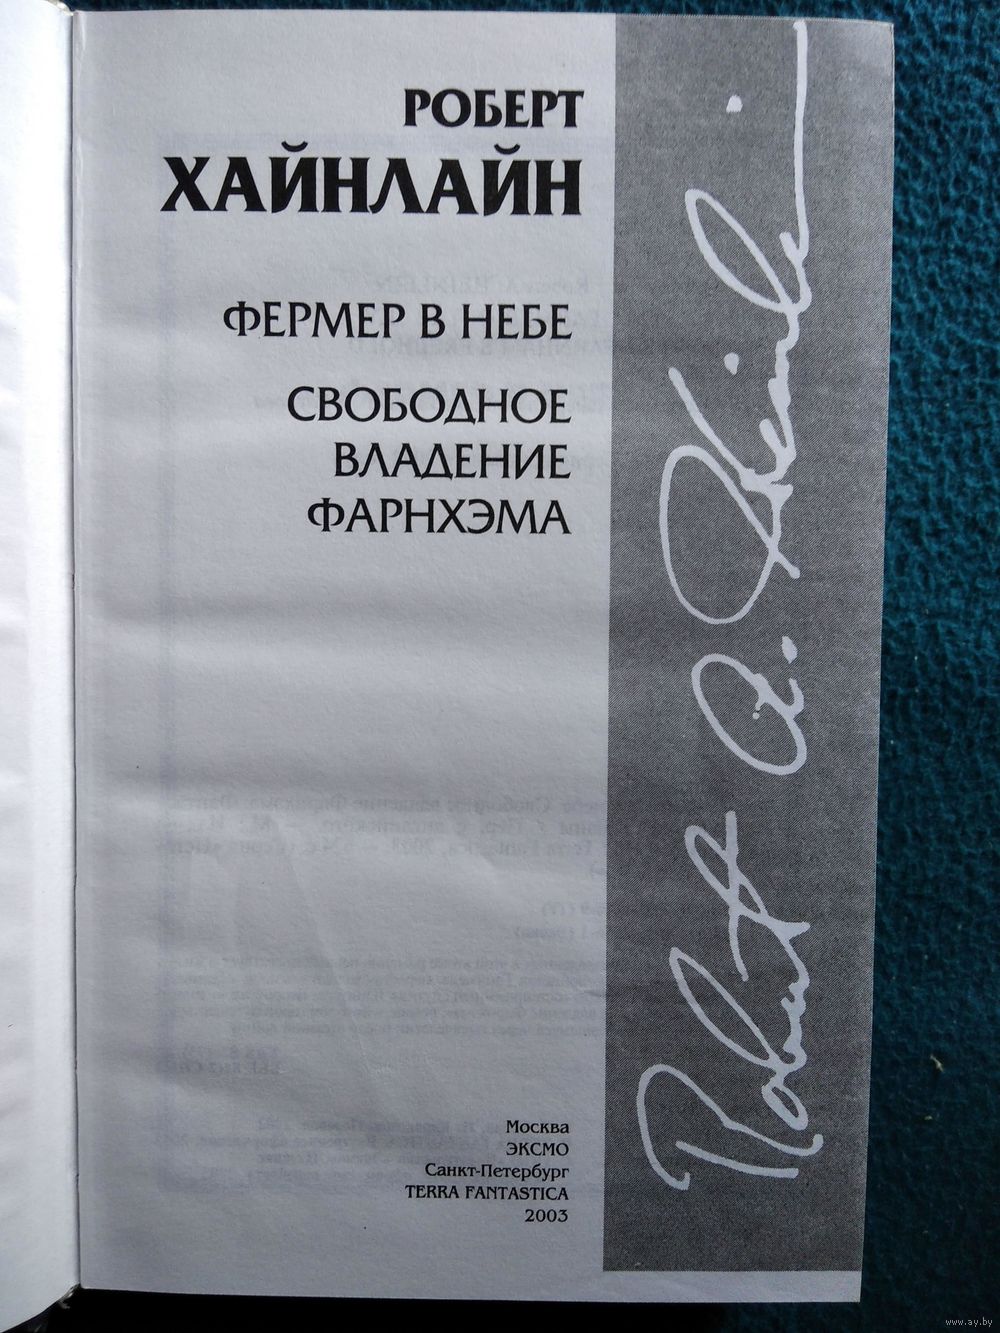 РОБЕРТ
ХАЙНЛАЙН
ФЕРМЕР В НЕБЕ
СВОБОДНОЕ
ВЛАДЕНИЕ
ФАРНХЭМА
Robert A. Heinlein
Москва
ЭКСМО
Санкт-Петербург
TERRA FANTASTICA
2003
www.ay.by